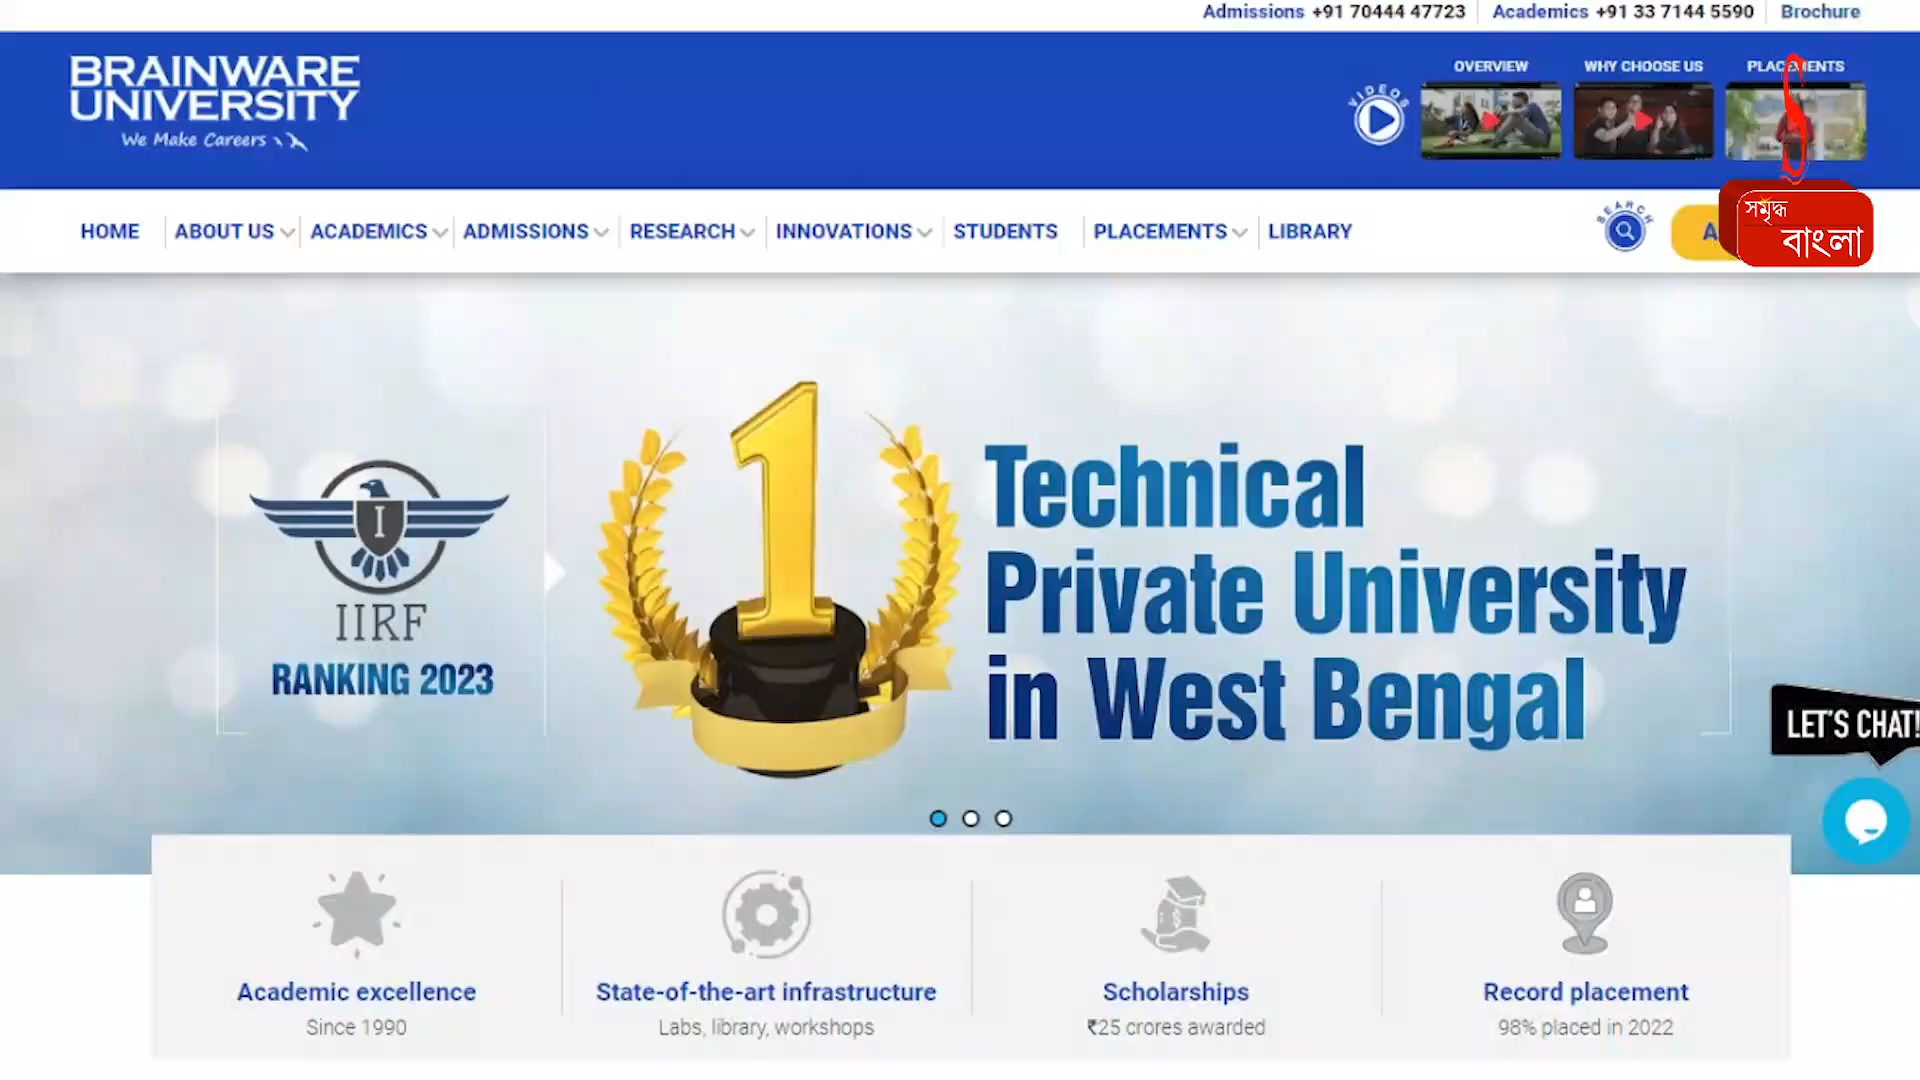 Admissions +91 70444 47723 Academics +91 33 7144 5590 Brochure
BRAINWARE
UNIVERSITY
We Make Careers
VIDEOS
OVERVIEW WHY CHOOSE US PLACEMENTS
HOME ABOUT US ACADEMICS ADMISSIONS RESEARCH INNOVATIONS STUDENTS PLACEMENTS LIBRARY
SEARCH
সমৃদ্ধ
বাংলা
I
IIRF
RANKING 2023
1
Technical
Private University
in West Bengal
LET'S CHAT!
Academic excellence
Since 1990
State-of-the-art infrastructure
Labs, library, workshops
Scholarships
₹25 crores awarded
Record placement
98% placed in 2022